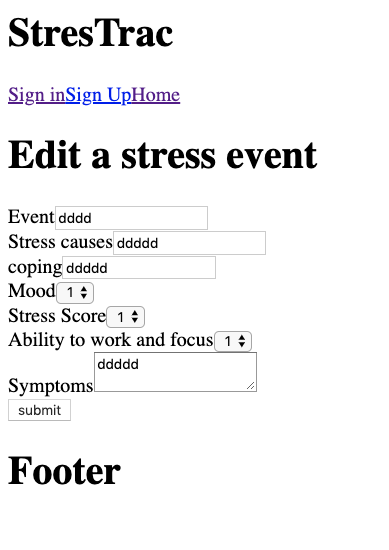 StresTrac
Sign inSign UpHome
Edit a stress event
Event dddd
Stress causes ddddd
coping ddddd
Mood 1
Stress Score 1
Ability to work and focus 1
Symptoms ddddd
submit
Footer